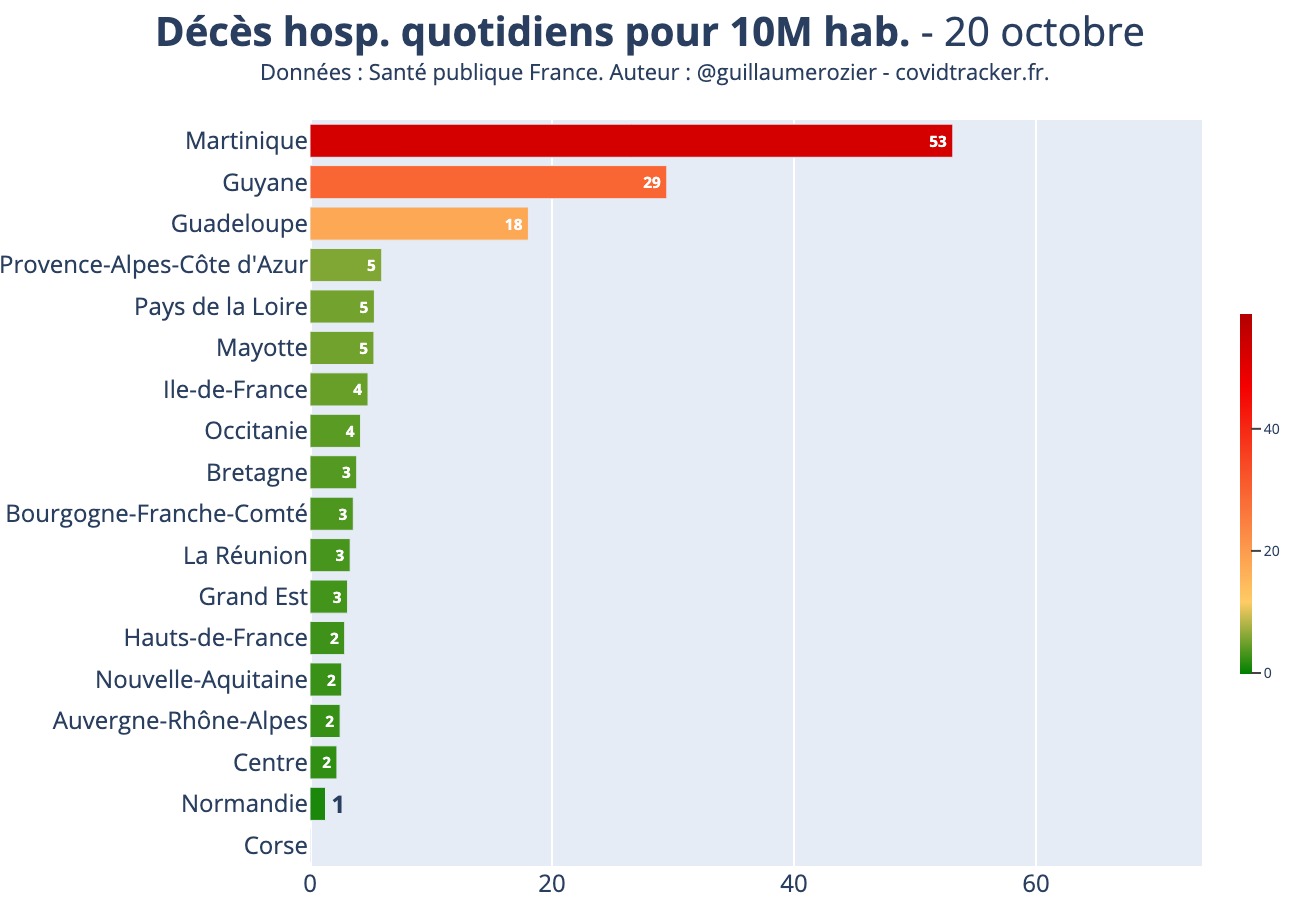 Décès hosp. quotidiens pour 10M hab. - 20 octobre
Données : Santé publique France. Auteur : @guillaumerozier - covidtracker.fr.
Martinique 53
Guyane 29
Guadeloupe 18
Provence-Alpes-Côte d'Azur 5
Pays de la Loire 5
Mayotte 5
Ile-de-France 4
Occitanie 4
Bretagne 3
Bourgogne-Franche-Comté 3
La Réunion 3
Grand Est 3
Hauts-de-France 2
Nouvelle-Aquitaine 2
Auvergne-Rhône-Alpes 2
Centre 2
Normandie 1
Corse
0 20 40 60
40
20
0